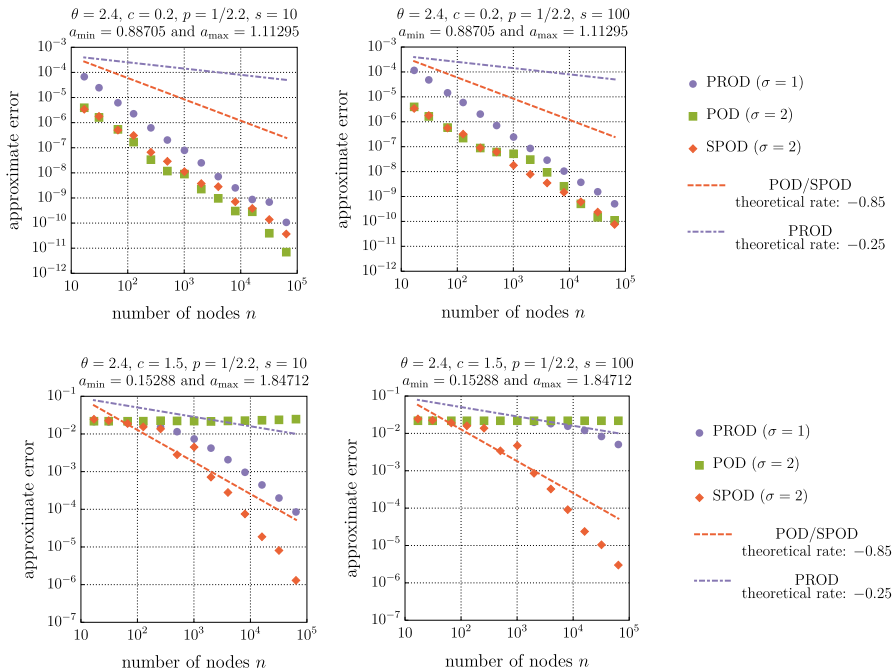 θ = 2.4, c = 0.2, p = 1/2.2, s = 10
a_min = 0.88705 and a_max = 1.11295
10^−3
10^−4
10^−5
10^−6
10^−7
10^−8
10^−9
10^−10
10^−11
10^−12
approximate error
10
10^2
10^3
10^4
10^5
number of nodes n
θ = 2.4, c = 0.2, p = 1/2.2, s = 100
a_min = 0.88705 and a_max = 1.11295
10^−3
10^−4
10^−5
10^−6
10^−7
10^−8
10^−9
10^−10
10^−11
10^−12
approximate error
10
10^2
10^3
10^4
10^5
number of nodes n
PROD (σ = 1)
POD (σ = 2)
SPOD (σ = 2)
POD/SPOD
theoretical rate: −0.85
PROD
theoretical rate: −0.25
θ = 2.4, c = 1.5, p = 1/2.2, s = 10
a_min = 0.15288 and a_max = 1.84712
10^−1
10^−2
10^−3
10^−4
10^−5
10^−6
10^−7
approximate error
10
10^2
10^3
10^4
10^5
number of nodes n
θ = 2.4, c = 1.5, p = 1/2.2, s = 100
a_min = 0.15288 and a_max = 1.84712
10^−1
10^−2
10^−3
10^−4
10^−5
10^−6
10^−7
approximate error
10
10^2
10^3
10^4
10^5
number of nodes n
PROD (σ = 1)
POD (σ = 2)
SPOD (σ = 2)
POD/SPOD
theoretical rate: −0.85
PROD
theoretical rate: −0.25